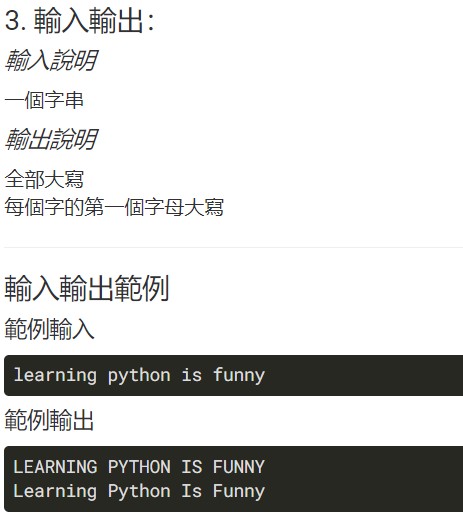 3. 輸入輸出：
輸入說明
一個字串
輸出說明
全部大寫
每個字的第一個字母大寫
輸入輸出範例
範例輸入
learning python is funny
範例輸出
LEARNING PYTHON IS FUNNY
Learning Python Is Funny